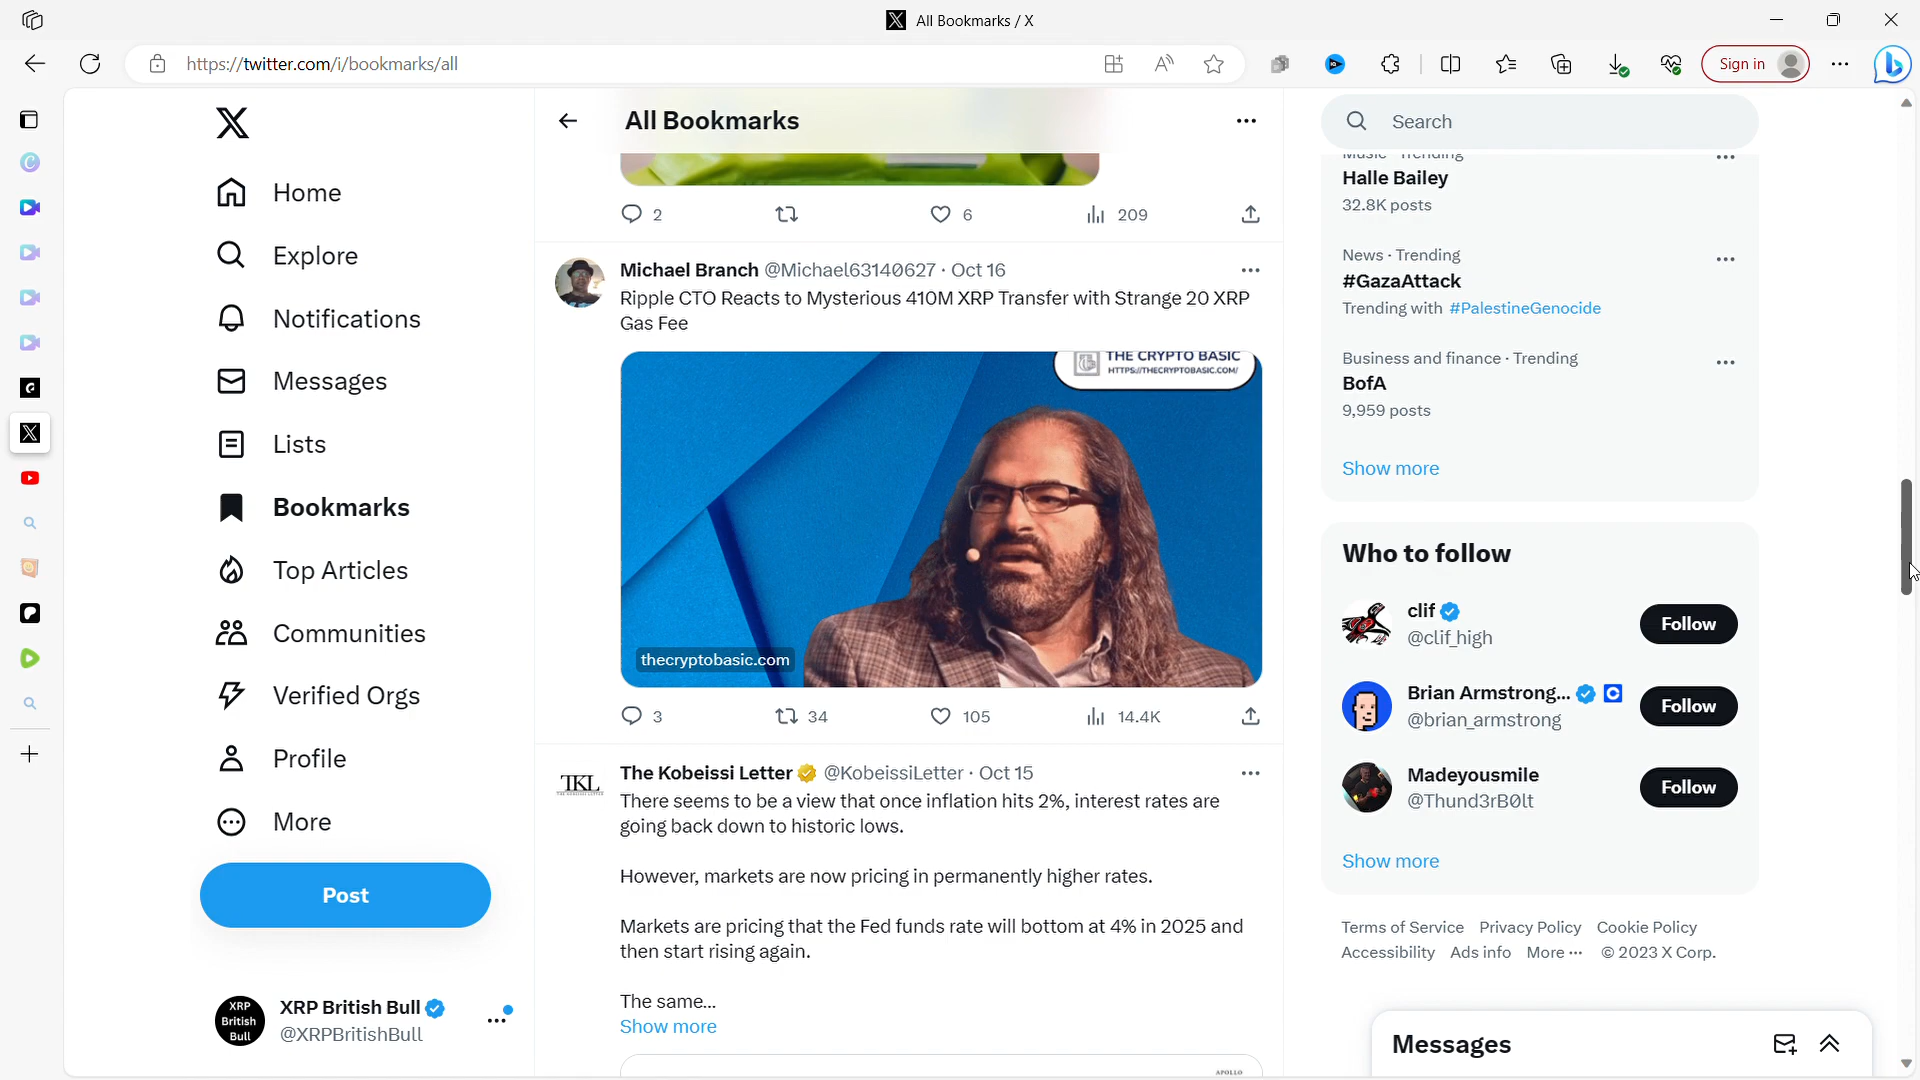 All Bookmarks / X
https://twitter.com/i/bookmarks/all
Sign in
Home
Explore
Notifications
Messages
Lists
Bookmarks
Top Articles
Communities
Verified Orgs
Profile
More
Post
XRP British Bull
XRP British Bull
@XRPBritishBull
All Bookmarks
2 6 209
Michael Branch @Michael63140627 · Oct 16
Ripple CTO Reacts to Mysterious 410M XRP Transfer with Strange 20 XRP
Gas Fee
THE CRYPTO BASIC
HTTPS://THECRYPTOBASIC.COM/
thecryptobasic.com
3 34 105 14.4K
TKL
The Kobeissi Letter @KobeissiLetter · Oct 15
There seems to be a view that once inflation hits 2%, interest rates are
going back down to historic lows.
However, markets are now pricing in permanently higher rates.
Markets are pricing that the Fed funds rate will bottom at 4% in 2025 and
then start rising again.
The same...
Show more
APOLLO
Search
Music · Trending
Halle Bailey
32.8K posts
News · Trending
#GazaAttack
Trending with #PalestineGenocide
Business and finance · Trending
BofA
9,959 posts
Show more
Who to follow
clif
@clif_high
Follow
Brian Armstrong...
@brian_armstrong
Follow
Madeyousmile
@Thund3rB0lt
Follow
Show more
Terms of Service Privacy Policy Cookie Policy
Accessibility Ads info More ··· © 2023 X Corp.
Messages